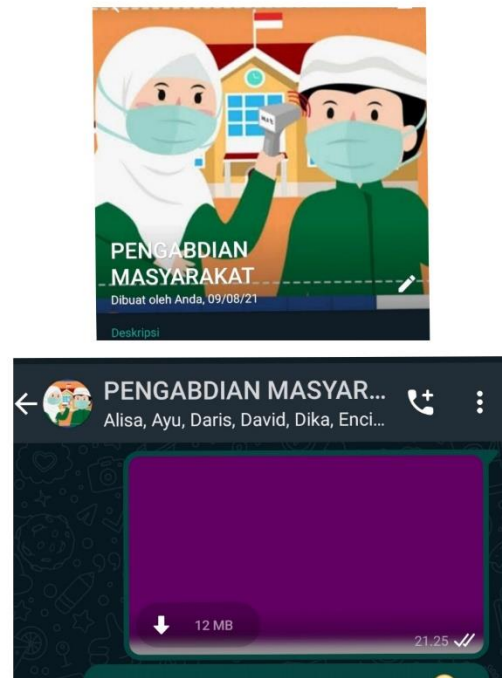 PENGABDIAN
MASYARAKAT
Dibuat oleh Anda, 09/08/21
Deskripsi
PENGABDIAN MASYAR...
Alisa, Ayu, Daris, David, Dika, Enci...
12 MB
21.25